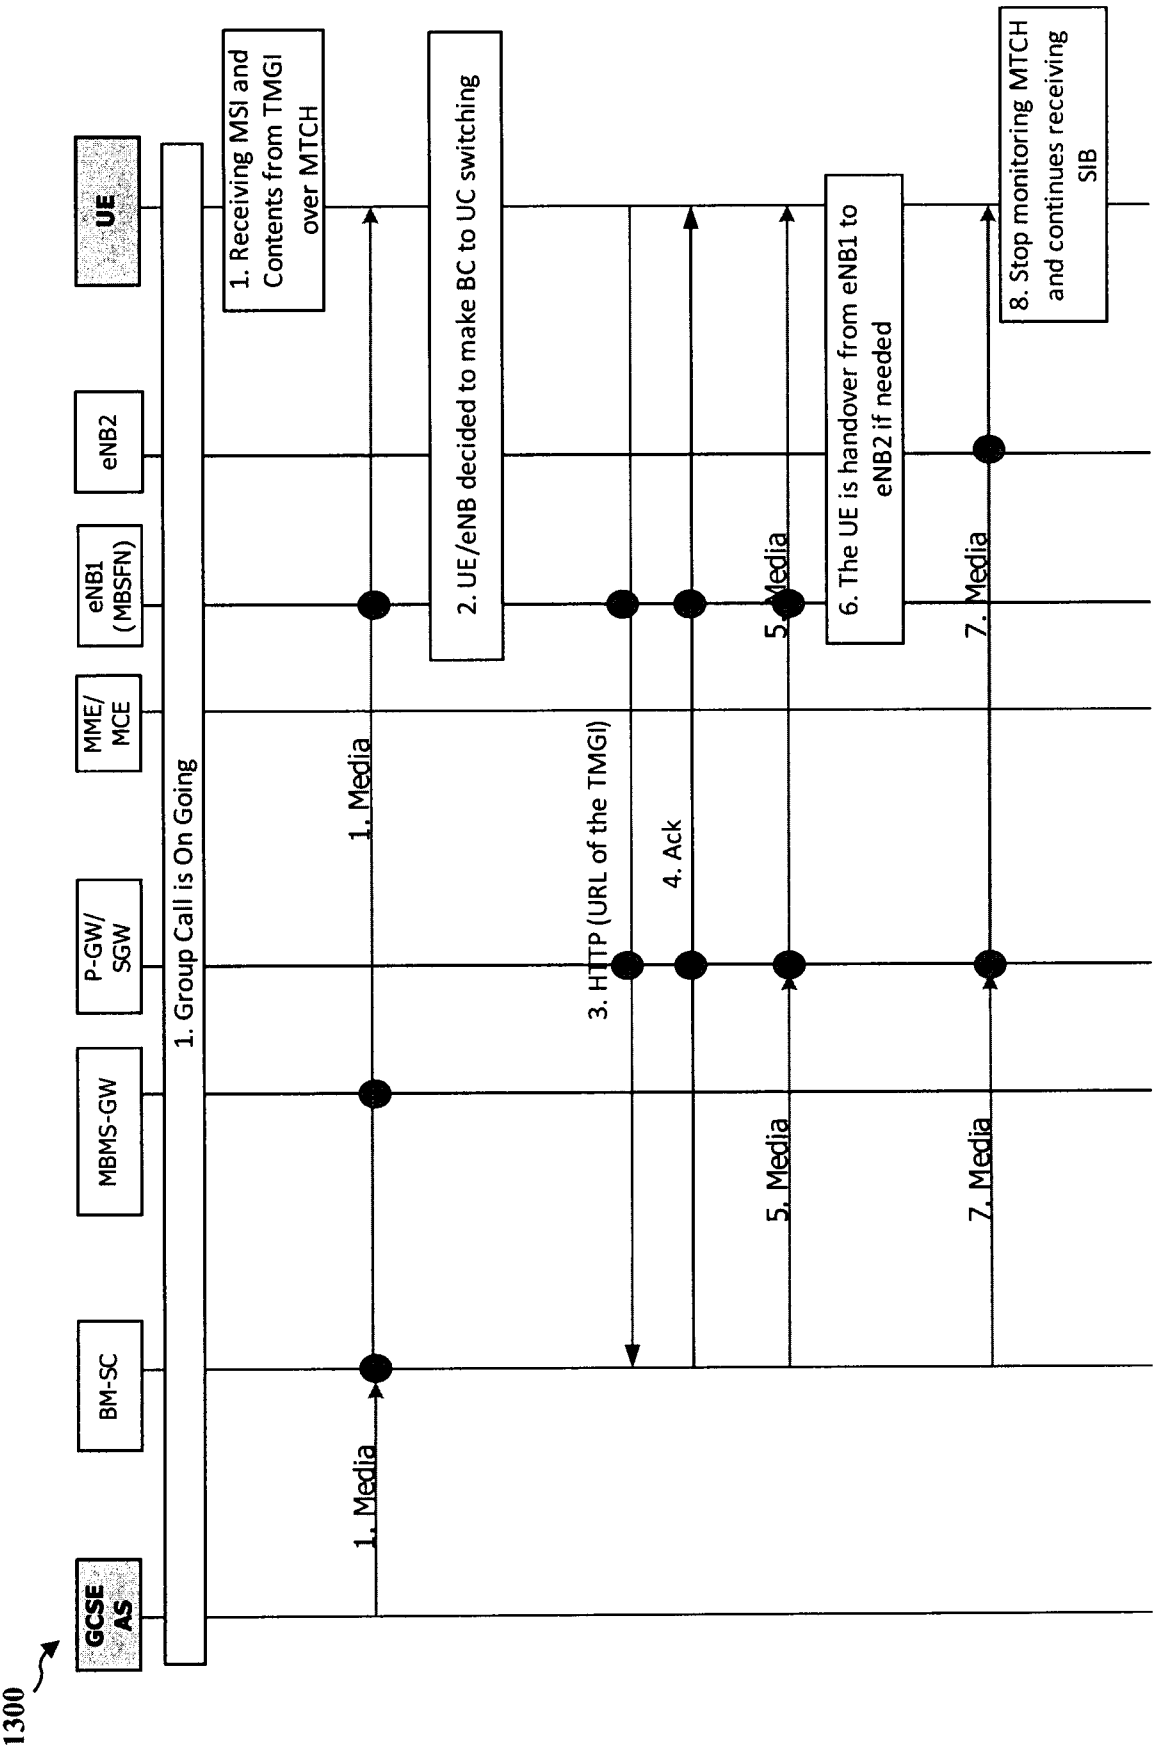 1300
GCSE
AS
BM-SC
MBMS-GW
P-GW/
SGW
MME/
MCE
eNB1
(MBSFN)
eNB2
UE
1. Group Call is On Going
1. Receiving MSI and
Contents from TMGI
over MTCH
1. Media
1. Media
2. UE/eNB decided to make BC to UC switching
3. HTTP (URL of the TMGI)
4. Ack
5. Media
5. Media
6. The UE is handover from eNB1 to
eNB2 if needed
7. Media
7. Media
8. Stop monitoring MTCH
and continues receiving
SIB